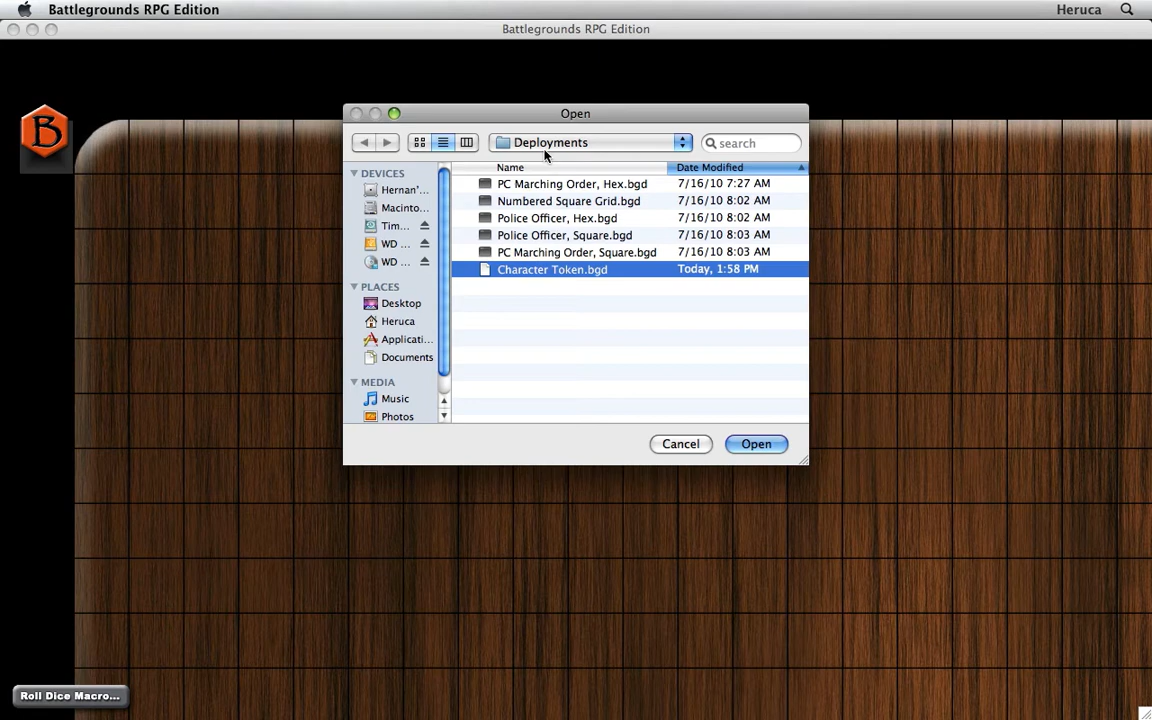 Battlegrounds RPG Edition
Heruca
Battlegrounds RPG Edition
B
Open
Deployments
search
DEVICES
Hernan'...
Macinto...
Tim...
WD ...
WD ...
PLACES
Desktop
Heruca
Applicati...
Documents
MEDIA
Music
Photos
Name Date Modified
PC Marching Order, Hex.bgd 7/16/10 7:27 AM
Numbered Square Grid.bgd 7/16/10 8:02 AM
Police Officer, Hex.bgd 7/16/10 8:02 AM
Police Officer, Square.bgd 7/16/10 8:03 AM
PC Marching Order, Square.bgd 7/16/10 8:03 AM
Character Token.bgd Today, 1:58 PM
Cancel Open
Roll Dice Macro...